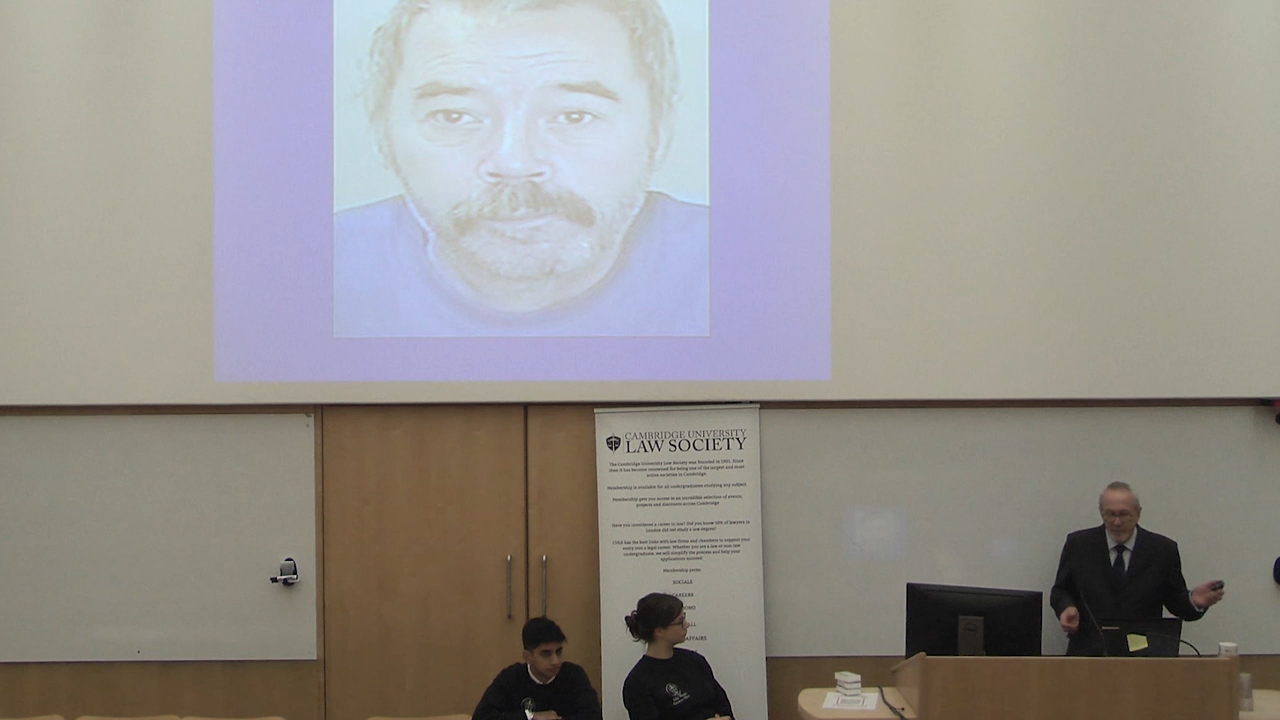 CAMBRIDGE UNIVERSITY
LAW SOCIETY
The Cambridge University Law Society was founded in 1901. Since
then it has become renowned for being one of the largest and most
active societies in Cambridge.
Membership is available for all undergraduates studying any subject.
Membership gives you access to an incredible selection of events,
projects and discounts across Cambridge
Have you considered a career in law? Did you know 50% of lawyers in
London did not study a law degree?
CULS has the best links with law firms and chambers to support your
entry into a legal career. Whether you are a law or non-law
undergraduate, we will simplify the process and help your
applications succeed.
Membership perks:
SOCIALS
CAREERS